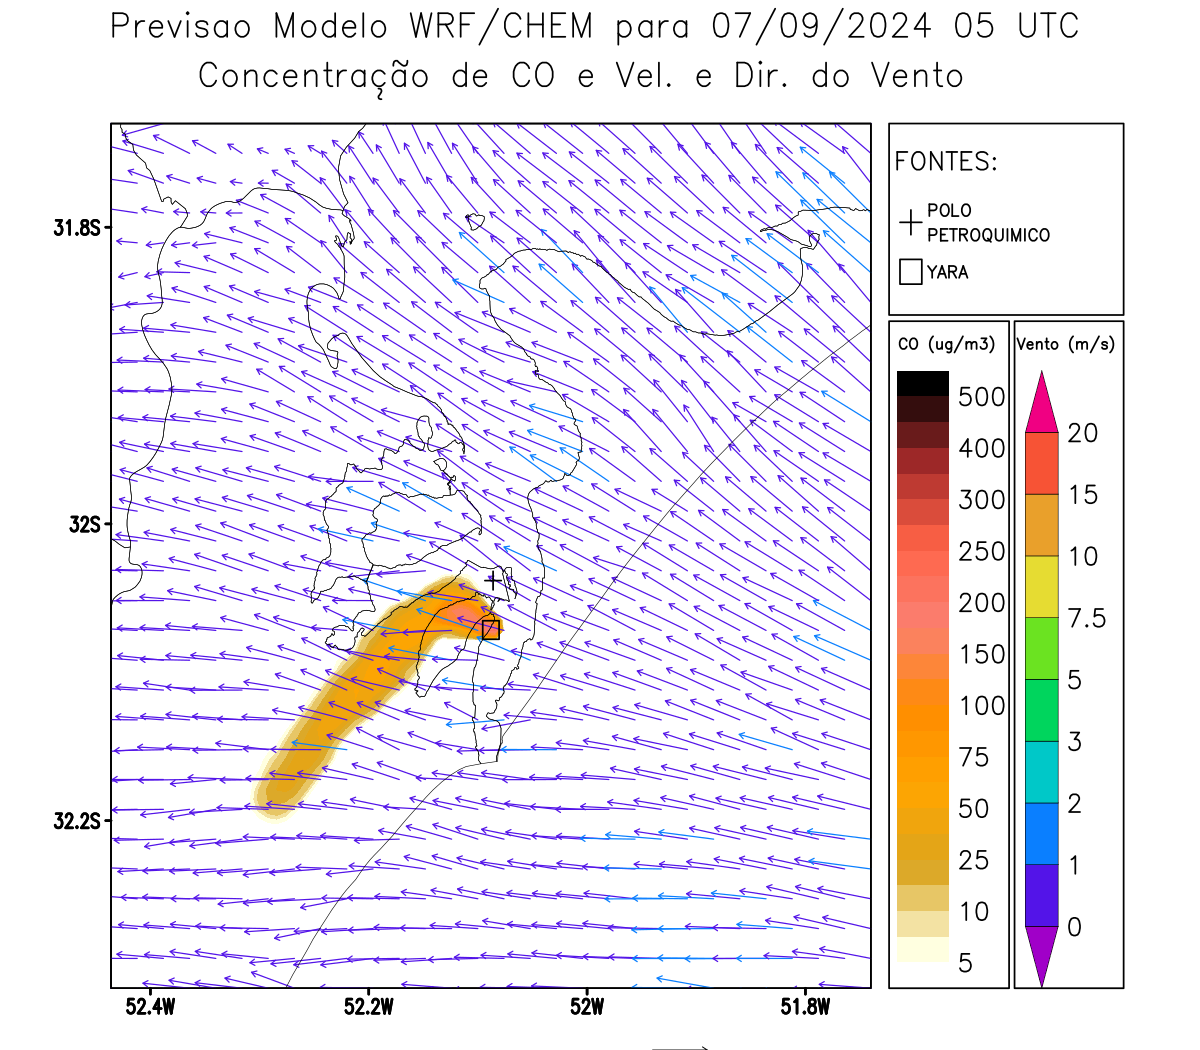 Previsao Modelo WRF/CHEM para 07/09/2024 05 UTC
Concentração de CO e Vel. e Dir. do Vento
FONTES:
POLO
PETROQUIMICO
YARA
CO (ug/m3)
500
400
300
250
200
150
100
75
50
25
10
5
Vento (m/s)
20
15
10
7.5
5
3
2
1
0
31.8S
32S
32.2S
52.4W
52.2W
52W
51.8W